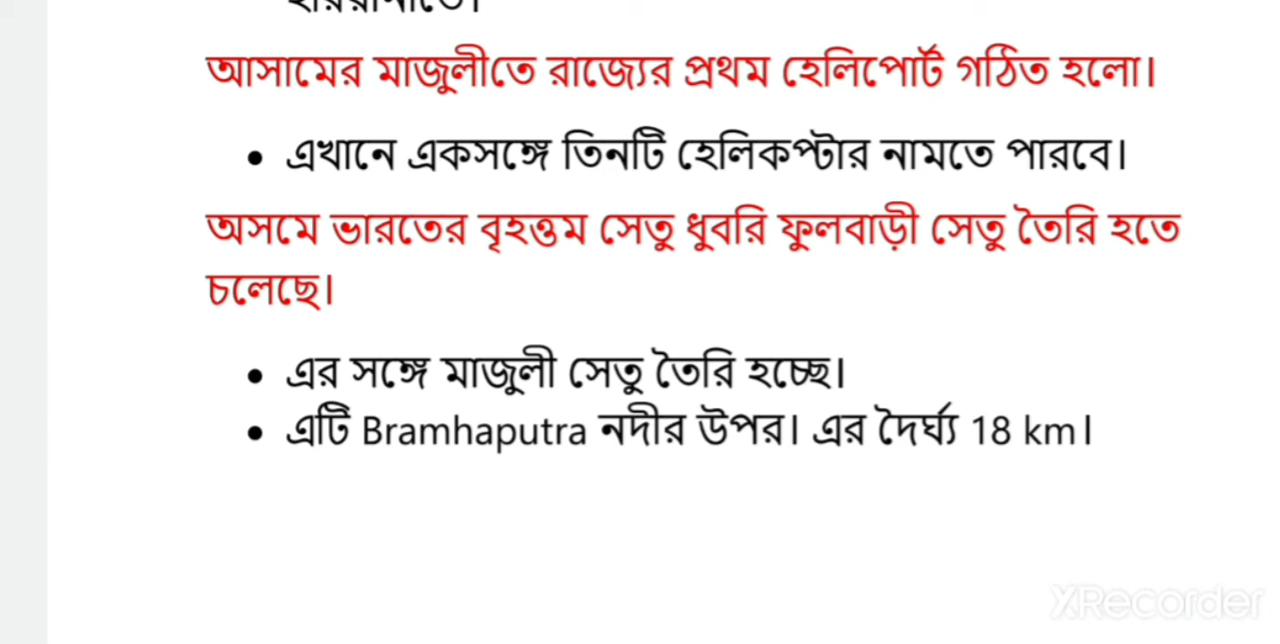 আসামের মাজুলীতে রাজ্যের প্রথম হেলিপোর্ট গঠিত হলো।
• এখানে একসঙ্গে তিনটি হেলিকপ্টার নামতে পারবে।
অসমে ভারতের বৃহত্তম সেতু ধুবরি ফুলবাড়ী সেতু তৈরি হতে
চলেছে।
• এর সঙ্গে মাজুলী সেতু তৈরি হচ্ছে।
• এটি Bramhaputra নদীর উপর। এর দৈর্ঘ্য 18 km।
XRecorder